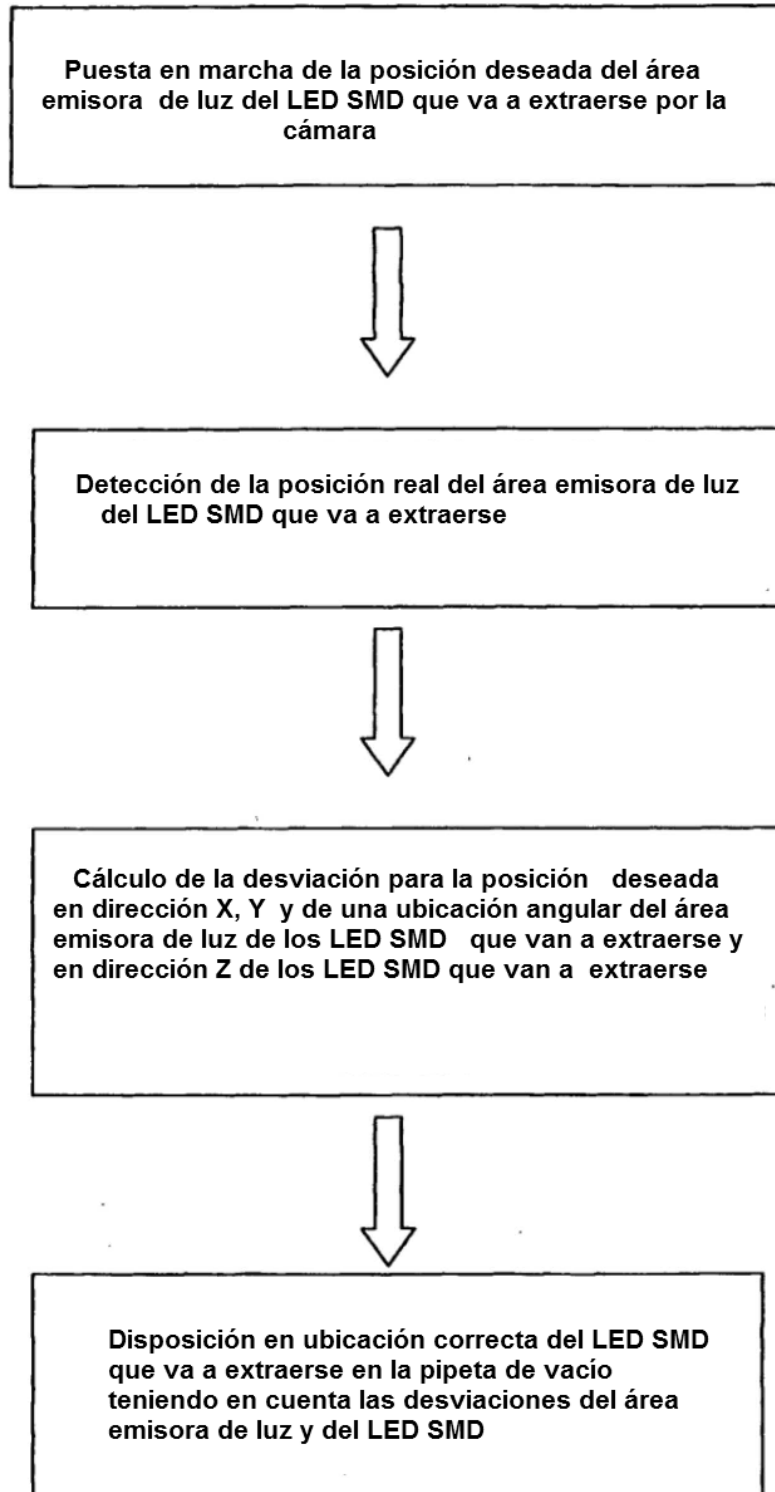 Puesta en marcha de la posición deseada del área
emisora de luz del LED SMD que va a extraerse por la
cámara
Detección de la posición real del área emisora de luz
del LED SMD que va a extraerse
Cálculo de la desviación para la posición deseada
en dirección X, Y y de una ubicación angular del área
emisora de luz de los LED SMD que van a extraerse y
en dirección Z de los LED SMD que van a extraerse
Disposición en ubicación correcta del LED SMD
que va a extraerse en la pipeta de vacío
teniendo en cuenta las desviaciones del área
emisora de luz y del LED SMD